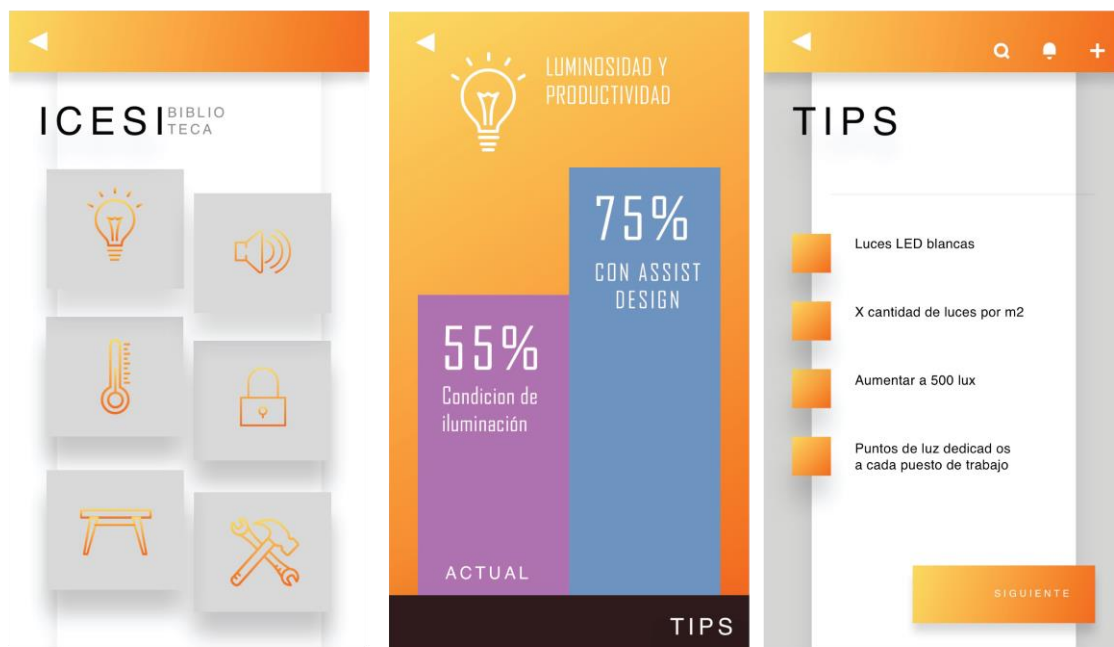 ICESI BIBLIO
TECA
LUMINOSIDAD Y
PRODUCTIVIDAD
75%
CON ASSIST
DESIGN
55%
Condicion de
iluminación
ACTUAL
TIPS
TIPS
Luces LED blancas
X cantidad de luces por m2
Aumentar a 500 lux
Puntos de luz dedicad os
a cada puesto de trabajo
SIGUIENTE